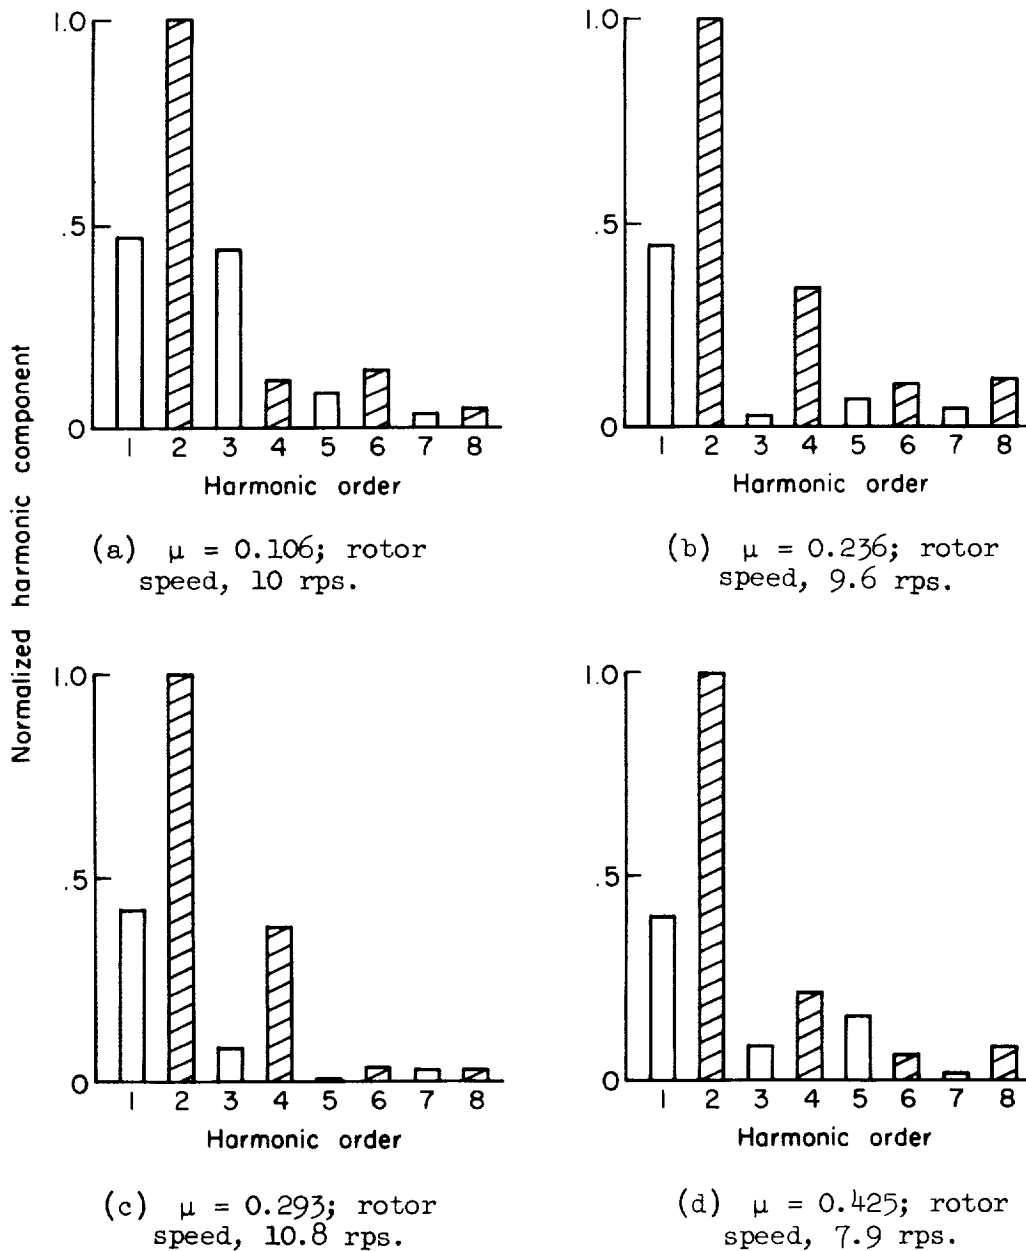 Normalized harmonic component
1.0
.5
0
1 2 3 4 5 6 7 8
Harmonic order
(a) μ = 0.106; rotor
speed, 10 rps.
1.0
.5
0
1 2 3 4 5 6 7 8
Harmonic order
(b) μ = 0.236; rotor
speed, 9.6 rps.
1.0
.5
0
1 2 3 4 5 6 7 8
Harmonic order
(c) μ = 0.293; rotor
speed, 10.8 rps.
1.0
.5
0
1 2 3 4 5 6 7 8
Harmonic order
(d) μ = 0.425; rotor
speed, 7.9 rps.